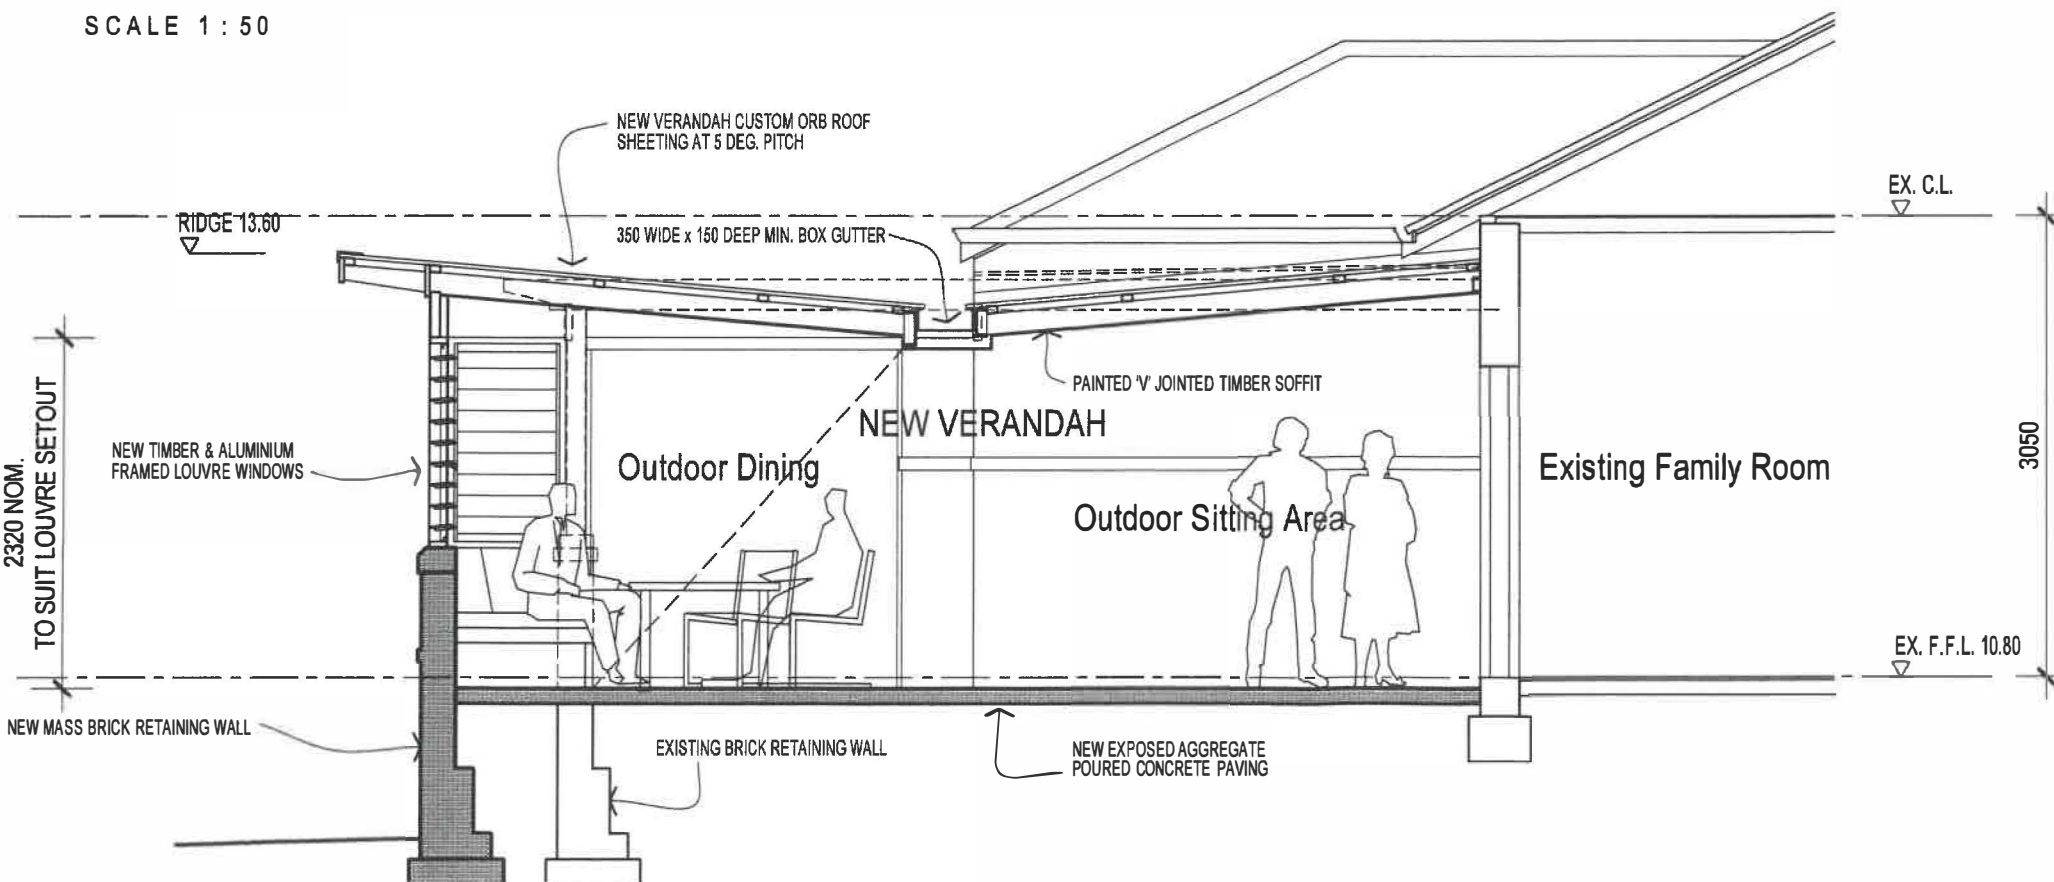 SCALE 1 : 50
NEW VERANDAH CUSTOM ORB ROOF
SHEETING AT 5 DEG. PITCH
EX. C.L.
RIDGE 13.60
350 WIDE x 150 DEEP MIN. BOX GUTTER
PAINTED 'V' JOINTED TIMBER SOFFIT
NEW VERANDAH
NEW TIMBER & ALUMINIUM
FRAMED LOUVRE WINDOWS
Outdoor Dining
Existing Family Room
Outdoor Sitting Area
2320 NOM.
TO SUIT LOUVRE SETOUT
3050
EX. F.F.L. 10.80
NEW MASS BRICK RETAINING WALL
EXISTING BRICK RETAINING WALL
NEW EXPOSED AGGREGATE
POURED CONCRETE PAVING